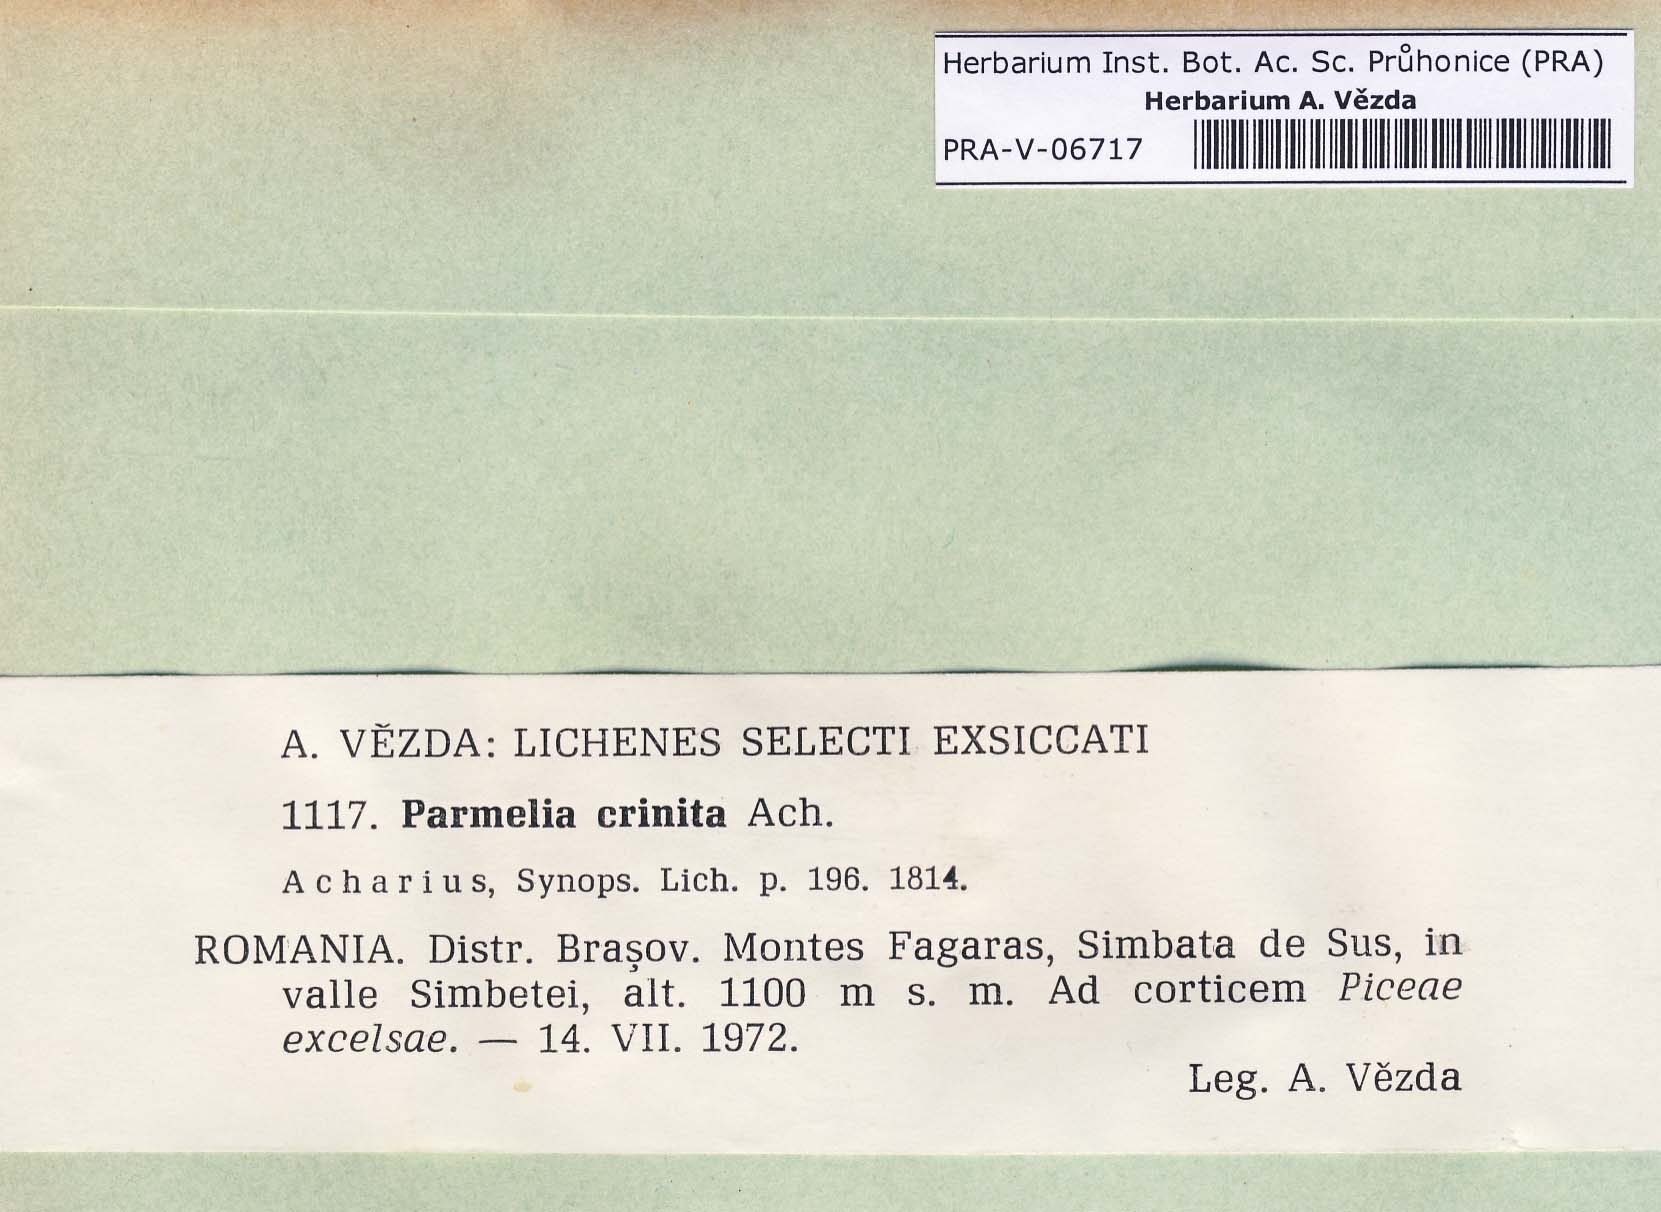 Herbarium Inst. Bot. Ac. Sc. Průhonice (PRA)
Herbarium A. Vězda
PRA-V-06717
A. VĚZDA: LICHENES SELECTI EXSICCATI
1117. Parmelia crinita Ach.
Acharius, Synops. Lich. p. 196. 1814.
ROMANIA. Distr. Brașov. Montes Fagaras, Simbata de Sus, in
valle Simbetei, alt. 1100 m s. m. Ad corticem Piceae
excelsae. — 14. VII. 1972.
Leg. A. Vězda